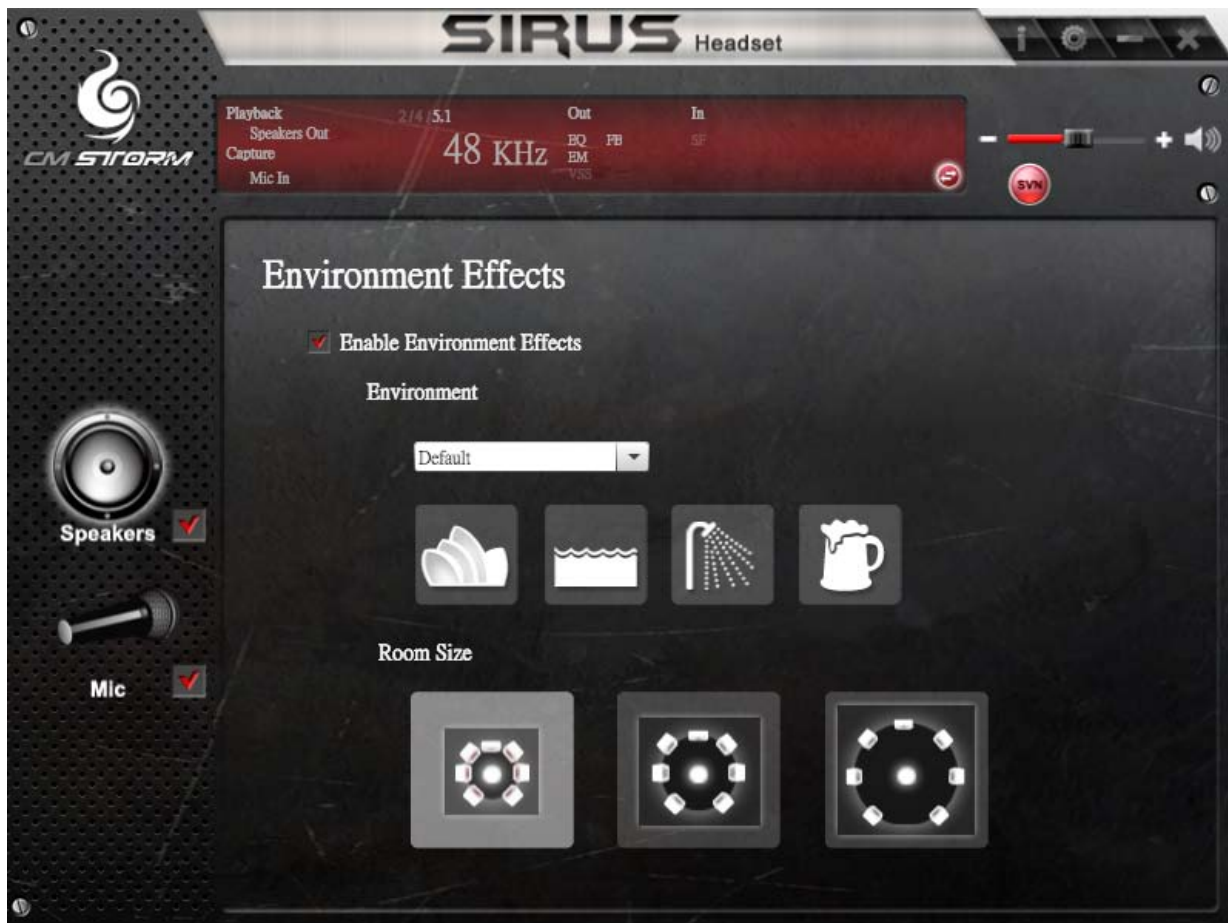 SIRUS Headset
i
CM STORM
Playback 2/4/5.1 Out In
Speakers Out 48 KHz EQ FB SF
Capture EM
Mic In VSS
SVN
Environment Effects
Enable Environment Effects
Environment
Default
Speakers
Room Size
Mic